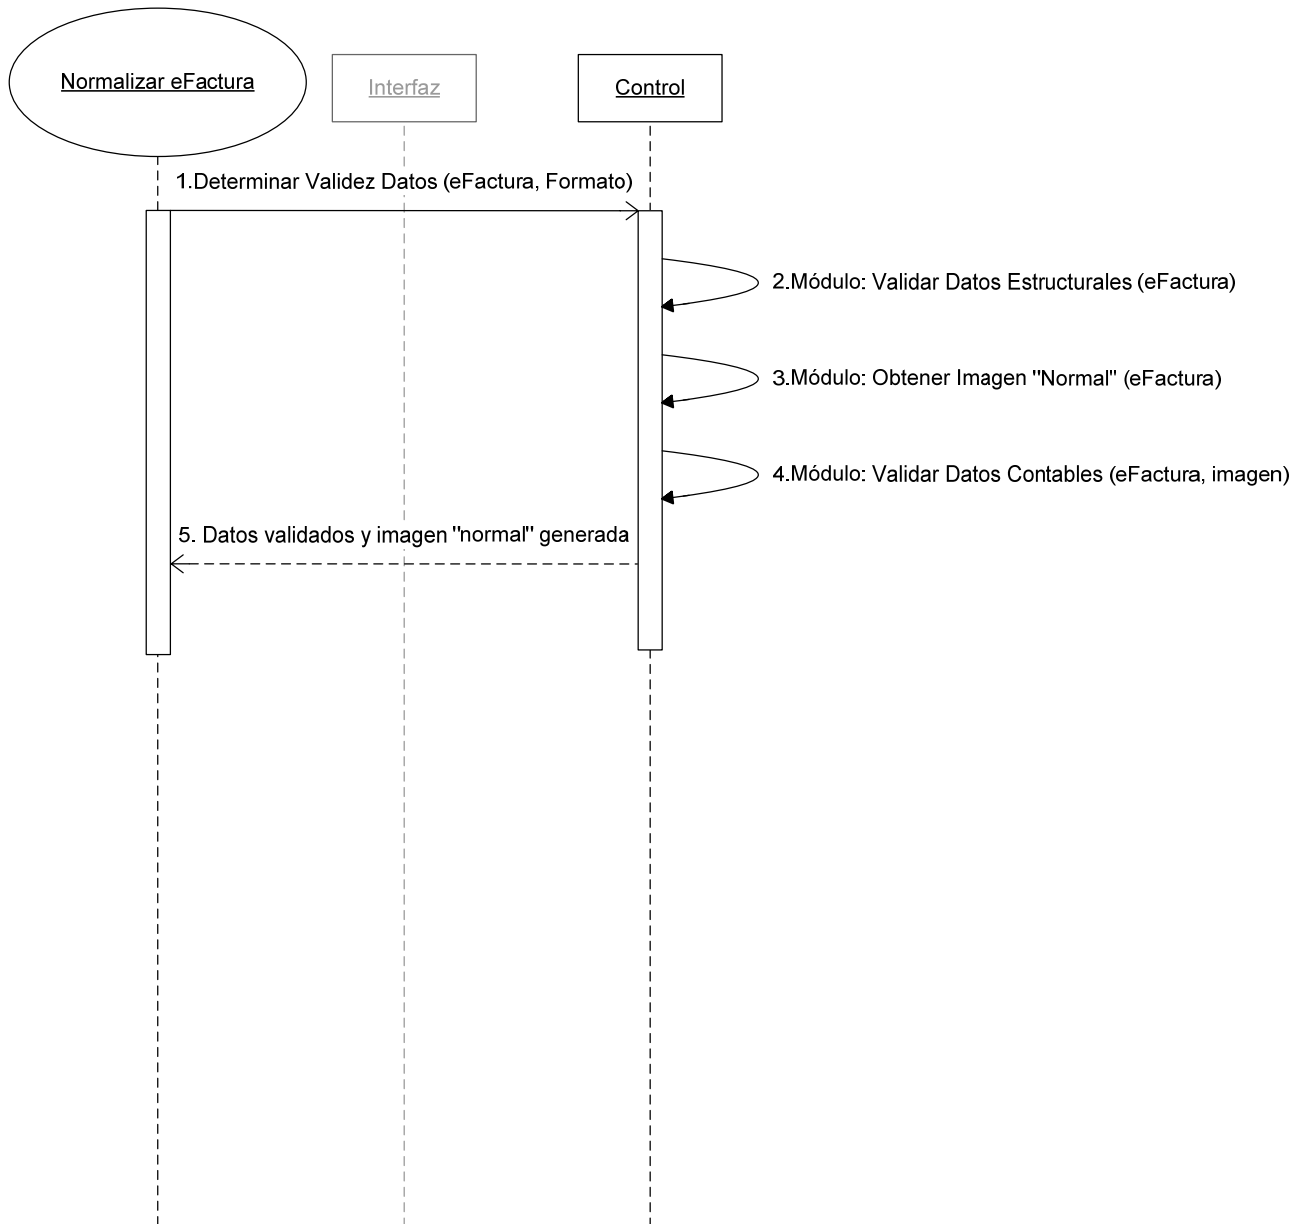 Normalizar eFactura
Interfaz
Control
1.Determinar Validez Datos (eFactura, Formato)
2.Módulo: Validar Datos Estructurales (eFactura)
3.Módulo: Obtener Imagen "Normal" (eFactura)
4.Módulo: Validar Datos Contables (eFactura, imagen)
5. Datos validados y imagen "normal" generada